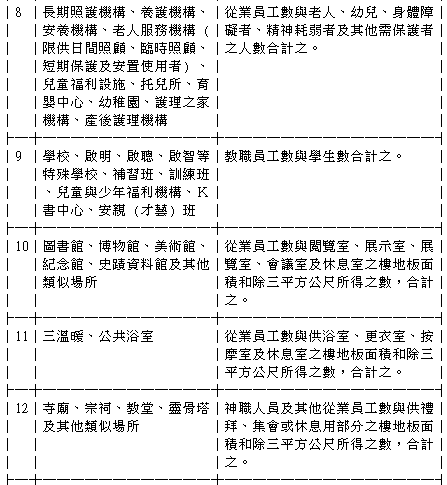 8 長期照護機構、養護機構、 從業員工數與老人、幼兒、身體障
安養機構、老人服務機構（ 礙者、精神耗弱者及其他需保護者
限供日間照顧、臨時照顧、 之人數合計之。
短期保護及安置使用者）、
兒童福利設施、托兒所、育
嬰中心、幼稚園、護理之家
機構、產後護理機構
9 學校、啟明、啟聰、啟智等 教職員工數與學生數合計之。
特殊學校、補習班、訓練班
、兒童與少年福利機構、K
書中心、安親（才藝）班
10 圖書館、博物館、美術館、 從業員工數與閱覽室、展示室、展
紀念館、史蹟資料館及其他 覽室、會議室及休息室之樓地板面
類似場所 積和除三平方公尺所得之數，合計
之。
11 三溫暖、公共浴室 從業員工數與供浴室、更衣室、按
摩室及休息室之樓地板面積和除三
平方公尺所得之數，合計之。
12 寺廟、宗祠、教堂、靈骨塔 神職人員及其他從業員工數與供禮
及其他類似場所 拜、集會或休息用部分之樓地板面
積和除三平方公尺所得之數，合計
之。